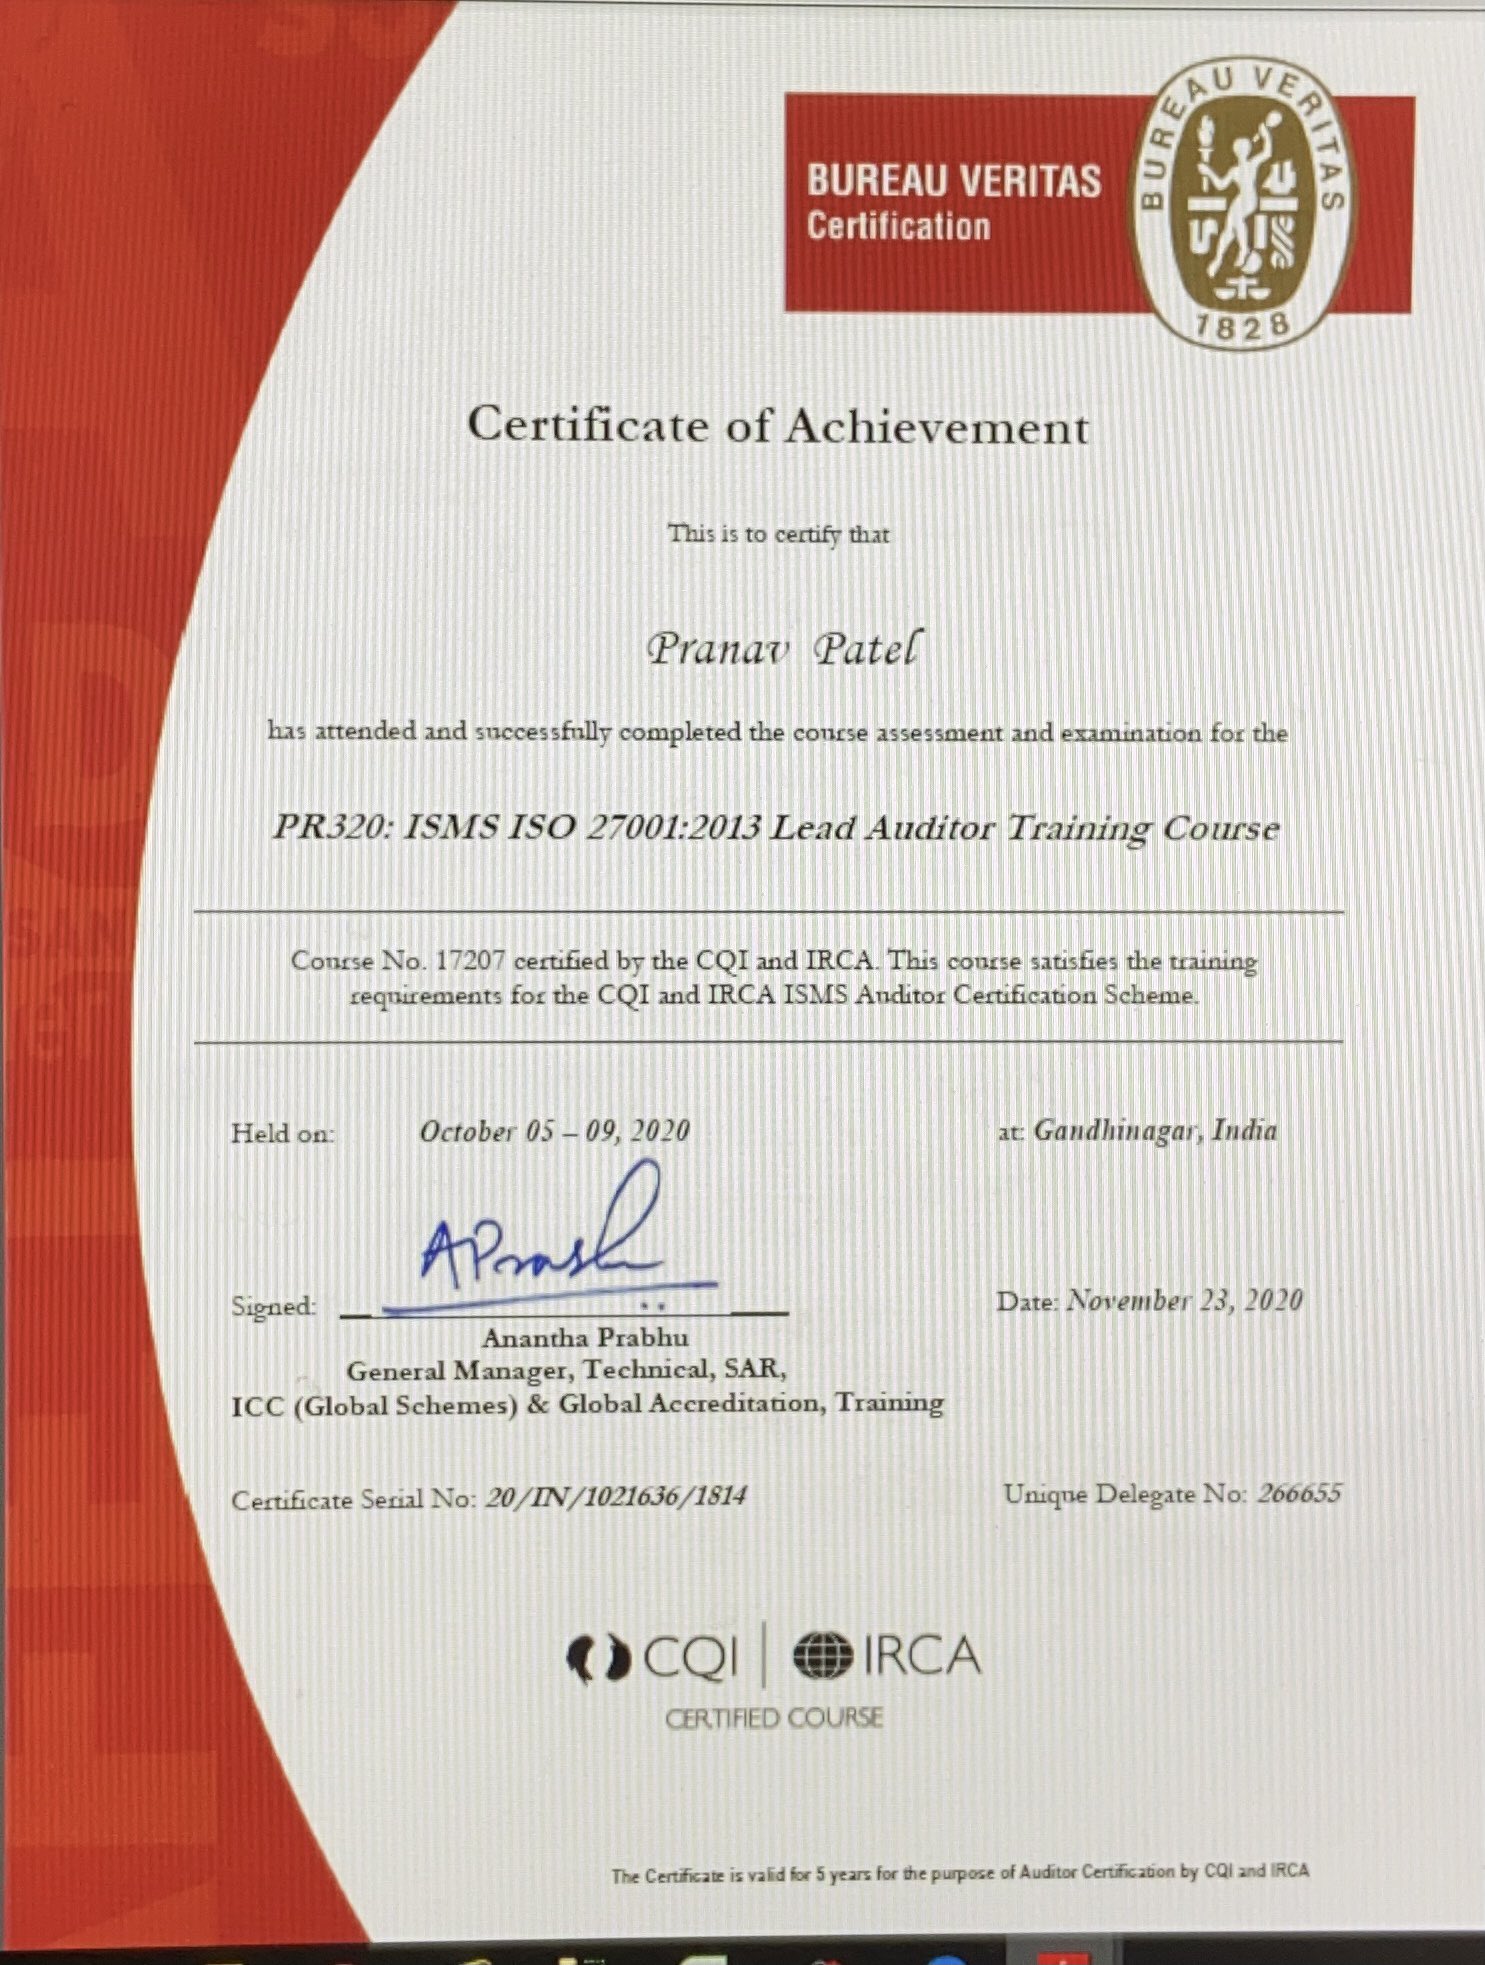 BUREAU VERITAS
Certification
BUREAU VERITAS
1828
Certificate of Achievement
This is to certify that
Pranav Patel
has attended and successfully completed the course assessment and examination for the
PR320: ISMS ISO 27001:2013 Lead Auditor Training Course
Course No. 17207 certified by the CQI and IRCA. This course satisfies the training
requirements for the CQI and IRCA ISMS Auditor Certification Scheme.
Held on: October 05 – 09, 2020 at: Gandhinagar, India
Signed: Date: November 23, 2020
Anantha Prabhu
General Manager, Technical, SAR,
ICC (Global Schemes) & Global Accreditation, Training
Certificate Serial No: 20/IN/1021636/1814 Unique Delegate No: 266655
CQI | IRCA
CERTIFIED COURSE
The Certificate is valid for 5 years for the purpose of Auditor Certification by CQI and IRCA